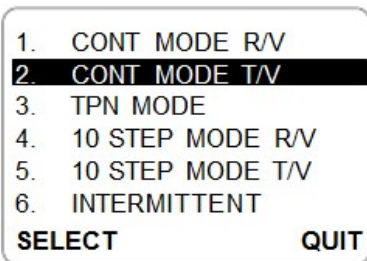 1. CONT MODE R/V
2. CONT MODE T/V
3. TPN MODE
4. 10 STEP MODE R/V
5. 10 STEP MODE T/V
6. INTERMITTENT
SELECT QUIT